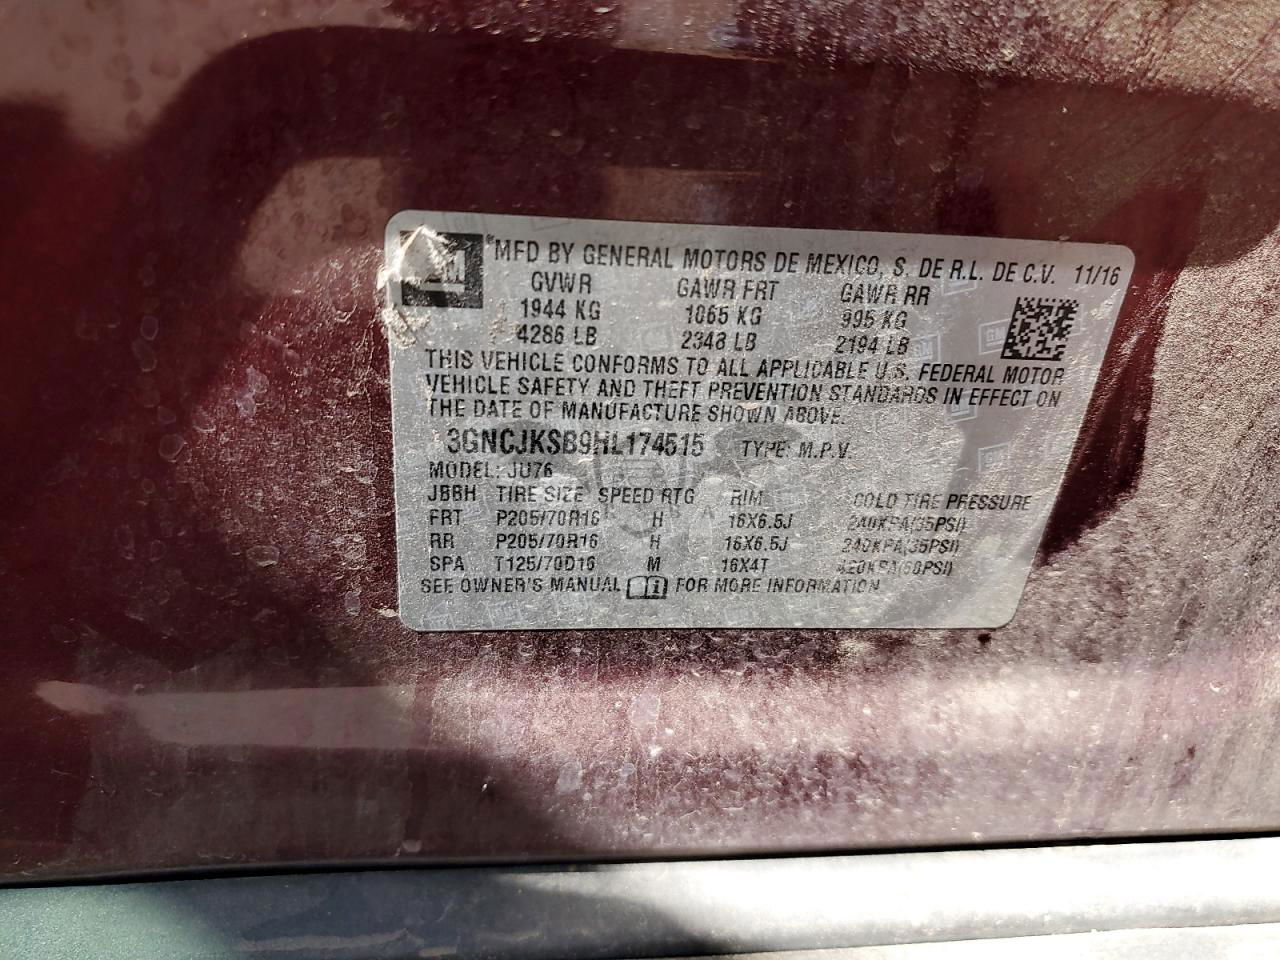 GM MFD BY GENERAL MOTORS DE MEXICO, S. DE R.L. DE C.V. 11/16
GVWR GAWR FRT GAWR RR
1944 KG 1065 KG 995 KG
4286 LB 2348 LB 2194 LB
THIS VEHICLE CONFORMS TO ALL APPLICABLE U.S. FEDERAL MOTOR
VEHICLE SAFETY AND THEFT PREVENTION STANDARDS IN EFFECT ON
THE DATE OF MANUFACTURE SHOWN ABOVE.
3GNCJKSB9HL174515 TYPE: M.P.V.
MODEL: JU76
JBBH TIRE SIZE SPEED RTG RIM COLD TIRE PRESSURE
FRT P205/70R16 H 16X6.5J 240KPA(35PSI)
RR P205/70R16 H 16X6.5J 240KPA(35PSI)
SPA T125/70D16 M 16X4T 420KPA(60PSI)
SEE OWNER'S MANUAL FOR MORE INFORMATION